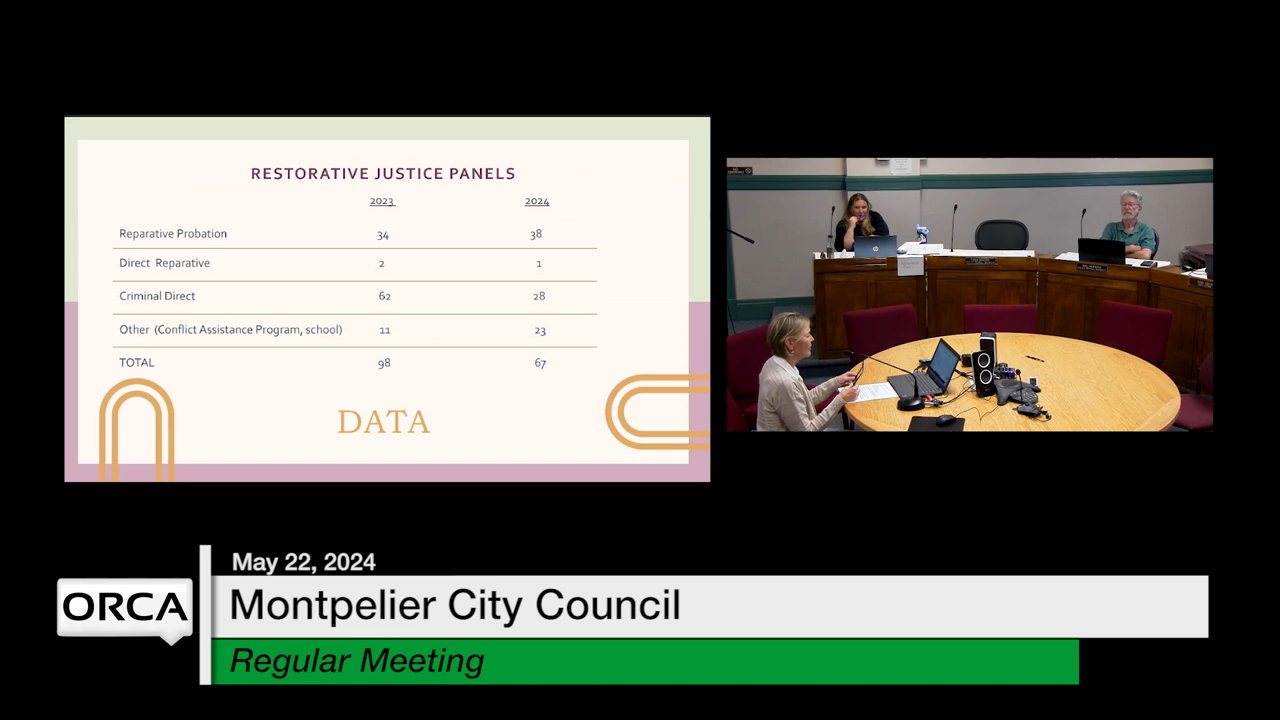 RESTORATIVE JUSTICE PANELS
2023 2024
Reparative Probation 34 38
Direct Reparative 2 1
Criminal Direct 62 28
Other (Conflict Assistance Program, school) 11 23
TOTAL 98 67
DATA
May 22, 2024
ORCA
Montpelier City Council
Regular Meeting